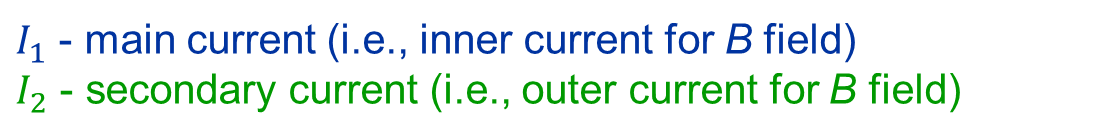 I₁ - main current (i.e., inner current for B field)
I₂ - secondary current (i.e., outer current for B field)